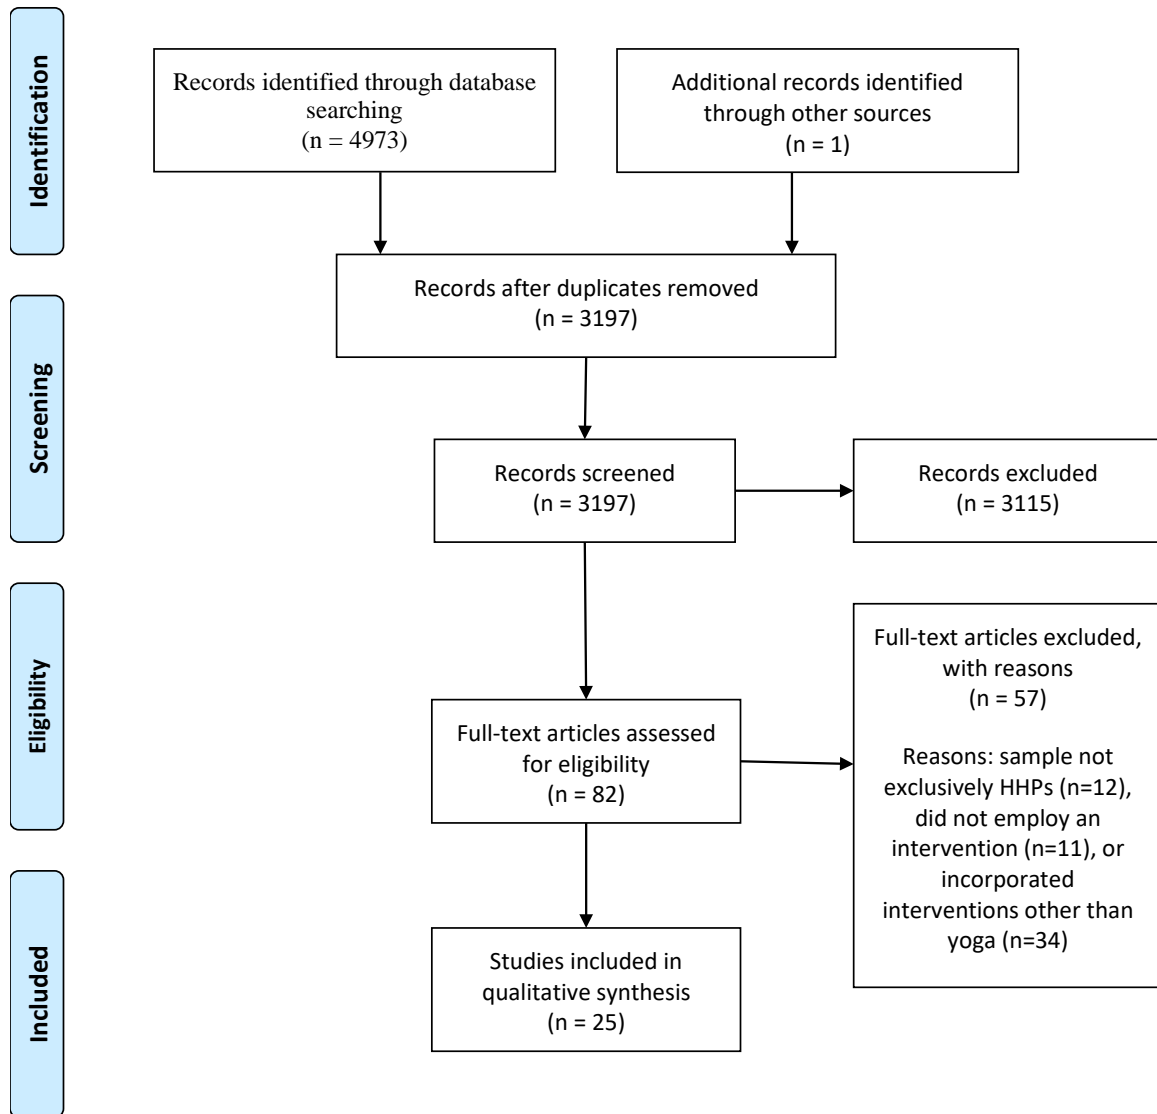 Identification
Records identified through database
searching
(n = 4973)
Additional records identified
through other sources
(n = 1)
Records after duplicates removed
(n = 3197)
Screening
Records screened
(n = 3197)
Records excluded
(n = 3115)
Eligibility
Full-text articles assessed
for eligibility
(n = 82)
Full-text articles excluded,
with reasons
(n = 57)
Reasons: sample not
exclusively HHPs (n=12),
did not employ an
intervention (n=11), or
incorporated
interventions other than
yoga (n=34)
Included
Studies included in
qualitative synthesis
(n = 25)